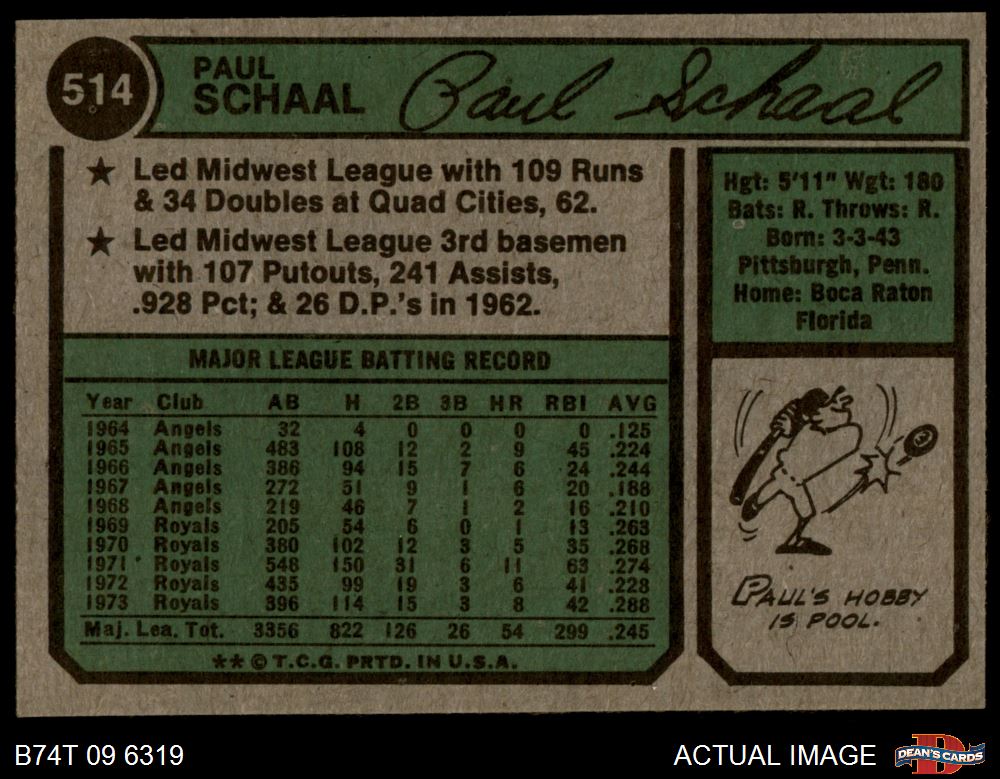 514
PAUL
SCHAAL
Paul Schaal
★ Led Midwest League with 109 Runs
& 34 Doubles at Quad Cities, 62.
★ Led Midwest League 3rd basemen
with 107 Putouts, 241 Assists,
.928 Pct; & 26 D.P.'s in 1962.
Hgt: 5'11" Wgt: 180
Bats: R. Throws: R.
Born: 3-3-43
Pittsburgh, Penn.
Home: Boca Raton
Florida
MAJOR LEAGUE BATTING RECORD
Year Club AB H 2B 3B HR RBI AVG
1964 Angels 32 4 0 0 0 0 .125
1965 Angels 483 108 12 2 9 45 .224
1966 Angels 386 94 15 7 6 24 .244
1967 Angels 272 51 9 1 6 20 .188
1968 Angels 219 46 7 1 2 16 .210
1969 Royals 205 54 6 0 1 13 .263
1970 Royals 380 102 12 3 5 35 .268
1971 Royals 548 150 31 6 11 63 .274
1972 Royals 435 99 19 3 6 41 .228
1973 Royals 396 114 15 3 8 42 .288
Maj. Lea. Tot. 3356 822 126 26 54 299 .245
** © T.C.G. PRTD. IN U.S.A.
PAUL'S HOBBY
IS POOL.
B74T 09 6319
ACTUAL IMAGE
DEAN'S CARDS